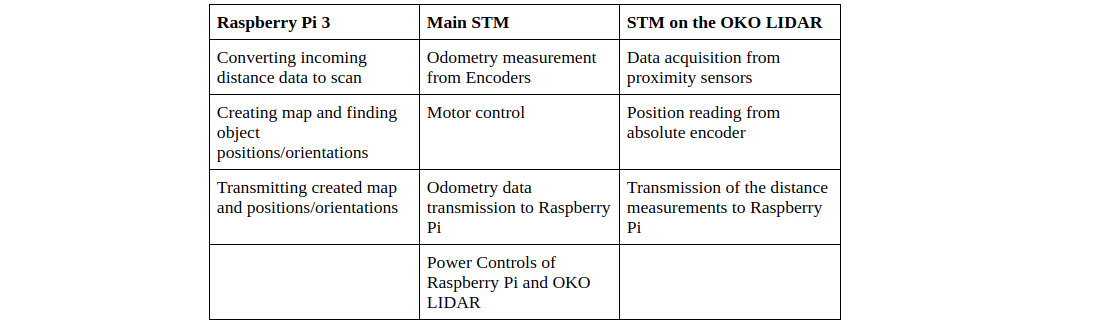 Raspberry Pi 3
Main STM
STM on the OKO LIDAR
Converting incoming
distance data to scan
Odometry measurement
from Encoders
Data acquisition from
proximity sensors
Creating map and finding
object
positions/orientations
Motor control
Position reading from
absolute encoder
Transmitting created map
and positions/orientations
Odometry data
transmission to Raspberry
Pi
Transmission of the distance
measurements to Raspberry
Pi
Power Controls of
Raspberry Pi and OKO
LIDAR